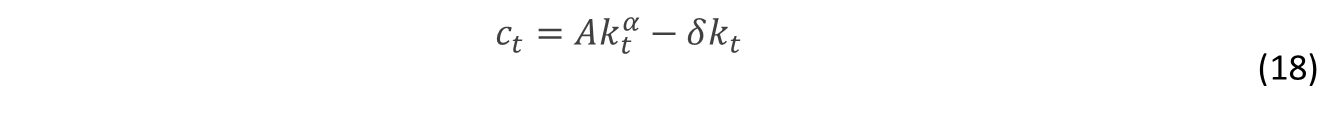 c_t = Ak_t^α − δk_t
(18)